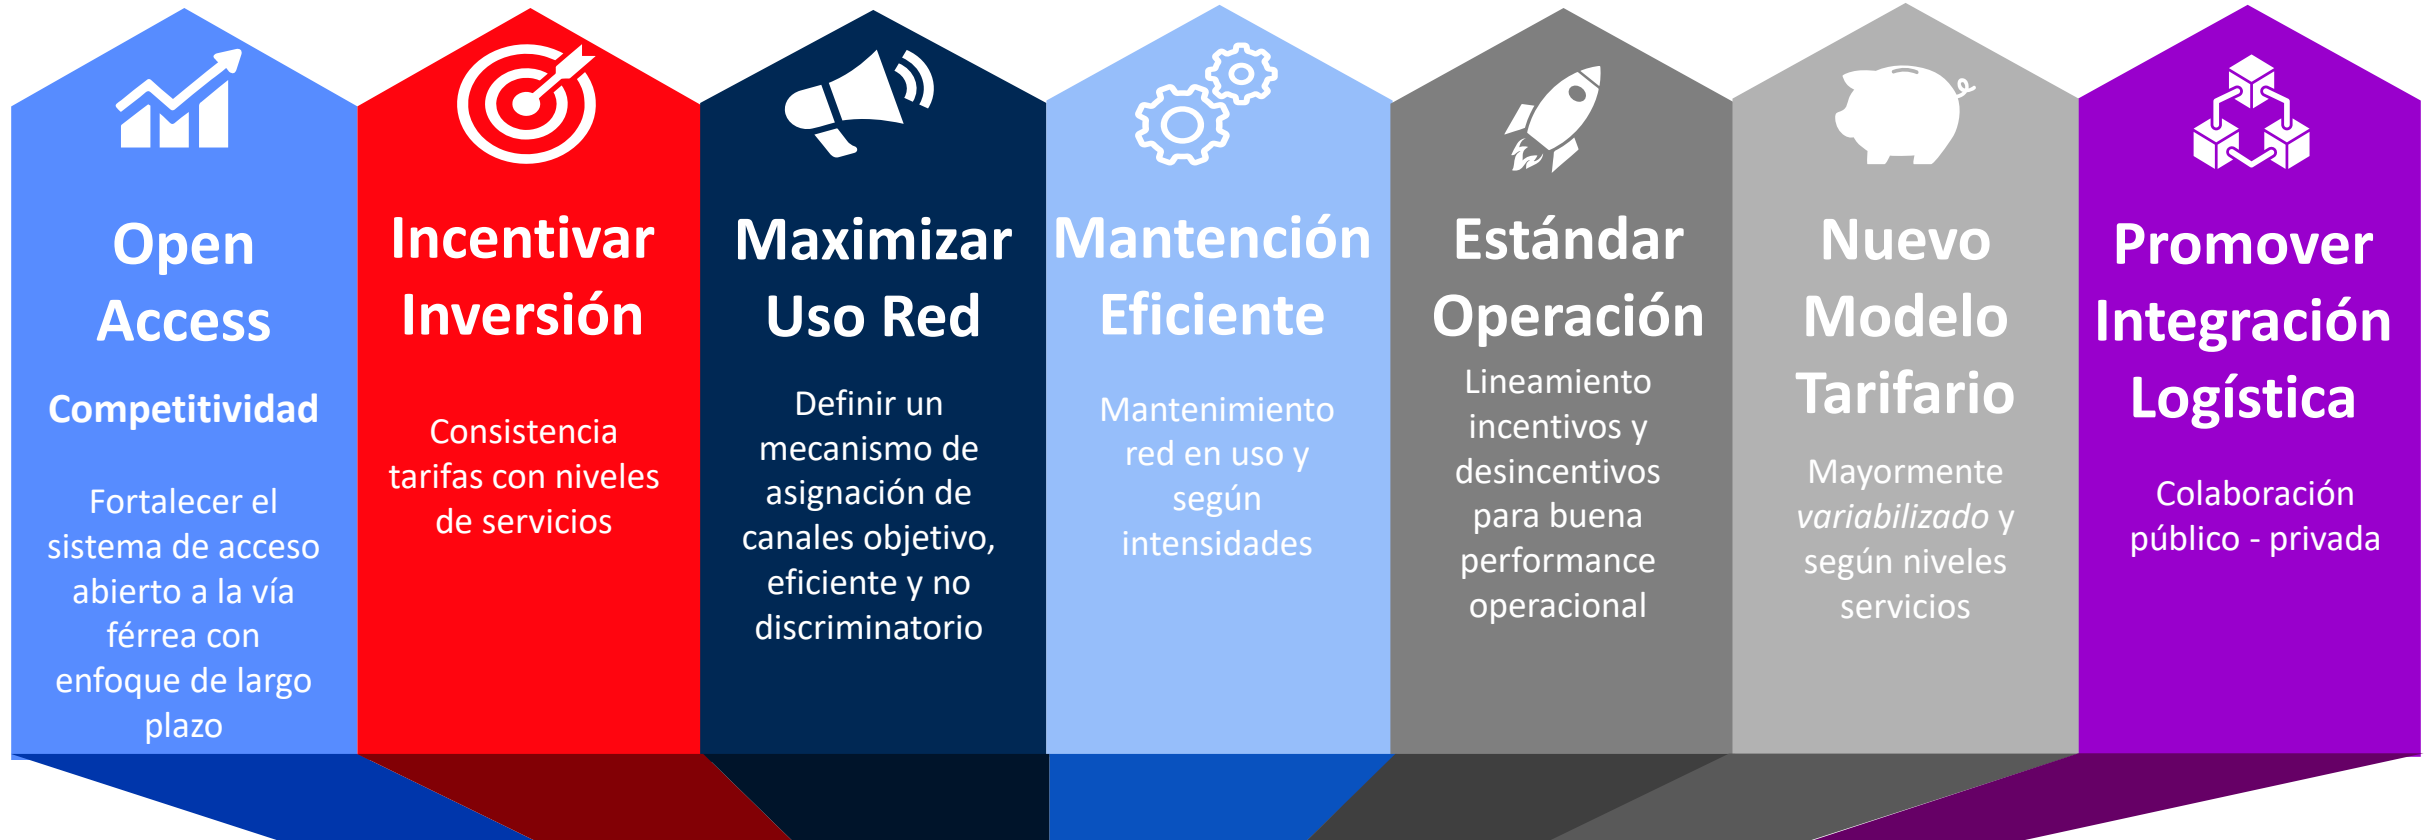 Open
Access
Competitividad
Fortalecer el
sistema de acceso
abierto a la vía
férrea con
enfoque de largo
plazo
Incentivar
Inversión
Consistencia
tarifas con niveles
de servicios
Maximizar
Uso Red
Definir un
mecanismo de
asignación de
canales objetivo,
eficiente y no
discriminatorio
Mantención
Eficiente
Mantenimiento
red en uso y
según
intensidades
Estándar
Operación
Lineamiento
incentivos y
desincentivos
para buena
performance
operacional
Nuevo
Modelo
Tarifario
Mayormente
variabilizado y
según niveles
servicios
Promover
Integración
Logística
Colaboración
público - privada